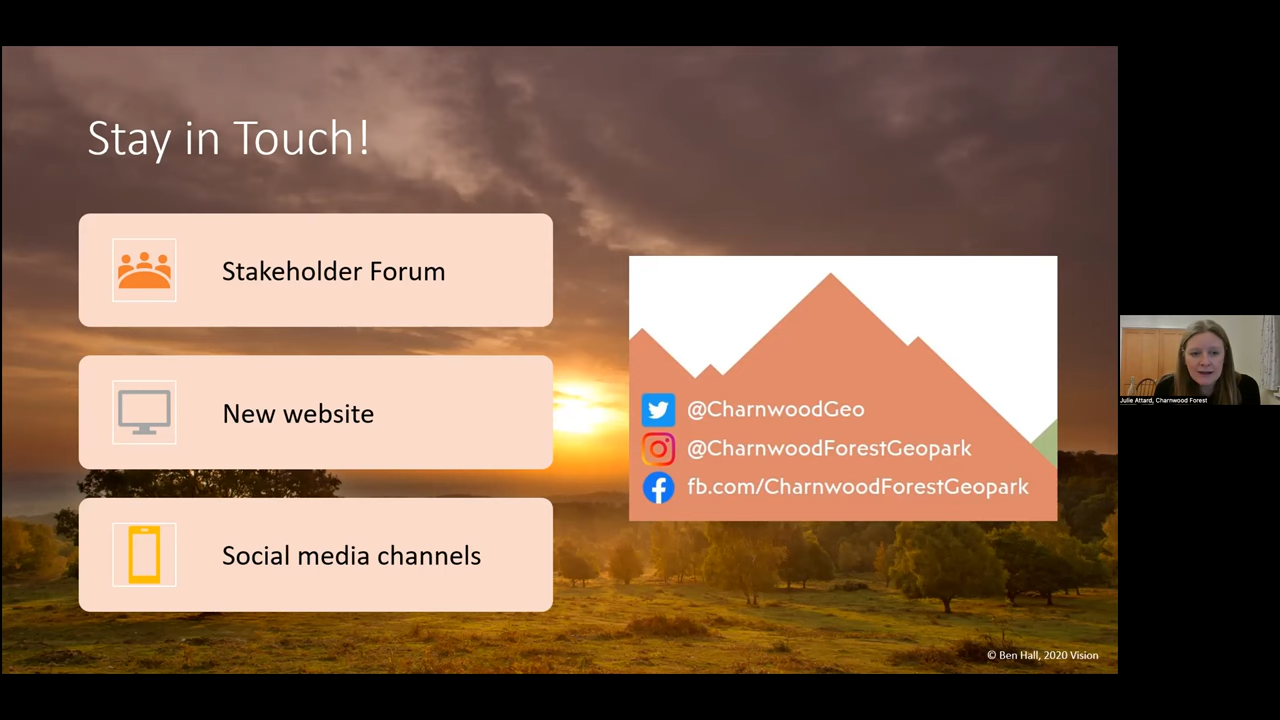 Stay in Touch!
Stakeholder Forum
New website
Social media channels
@CharnwoodGeo
@CharnwoodForestGeopark
fb.com/CharnwoodForestGeopark
© Ben Hall, 2020 Vision
Julie Attard, Charnwood Forest